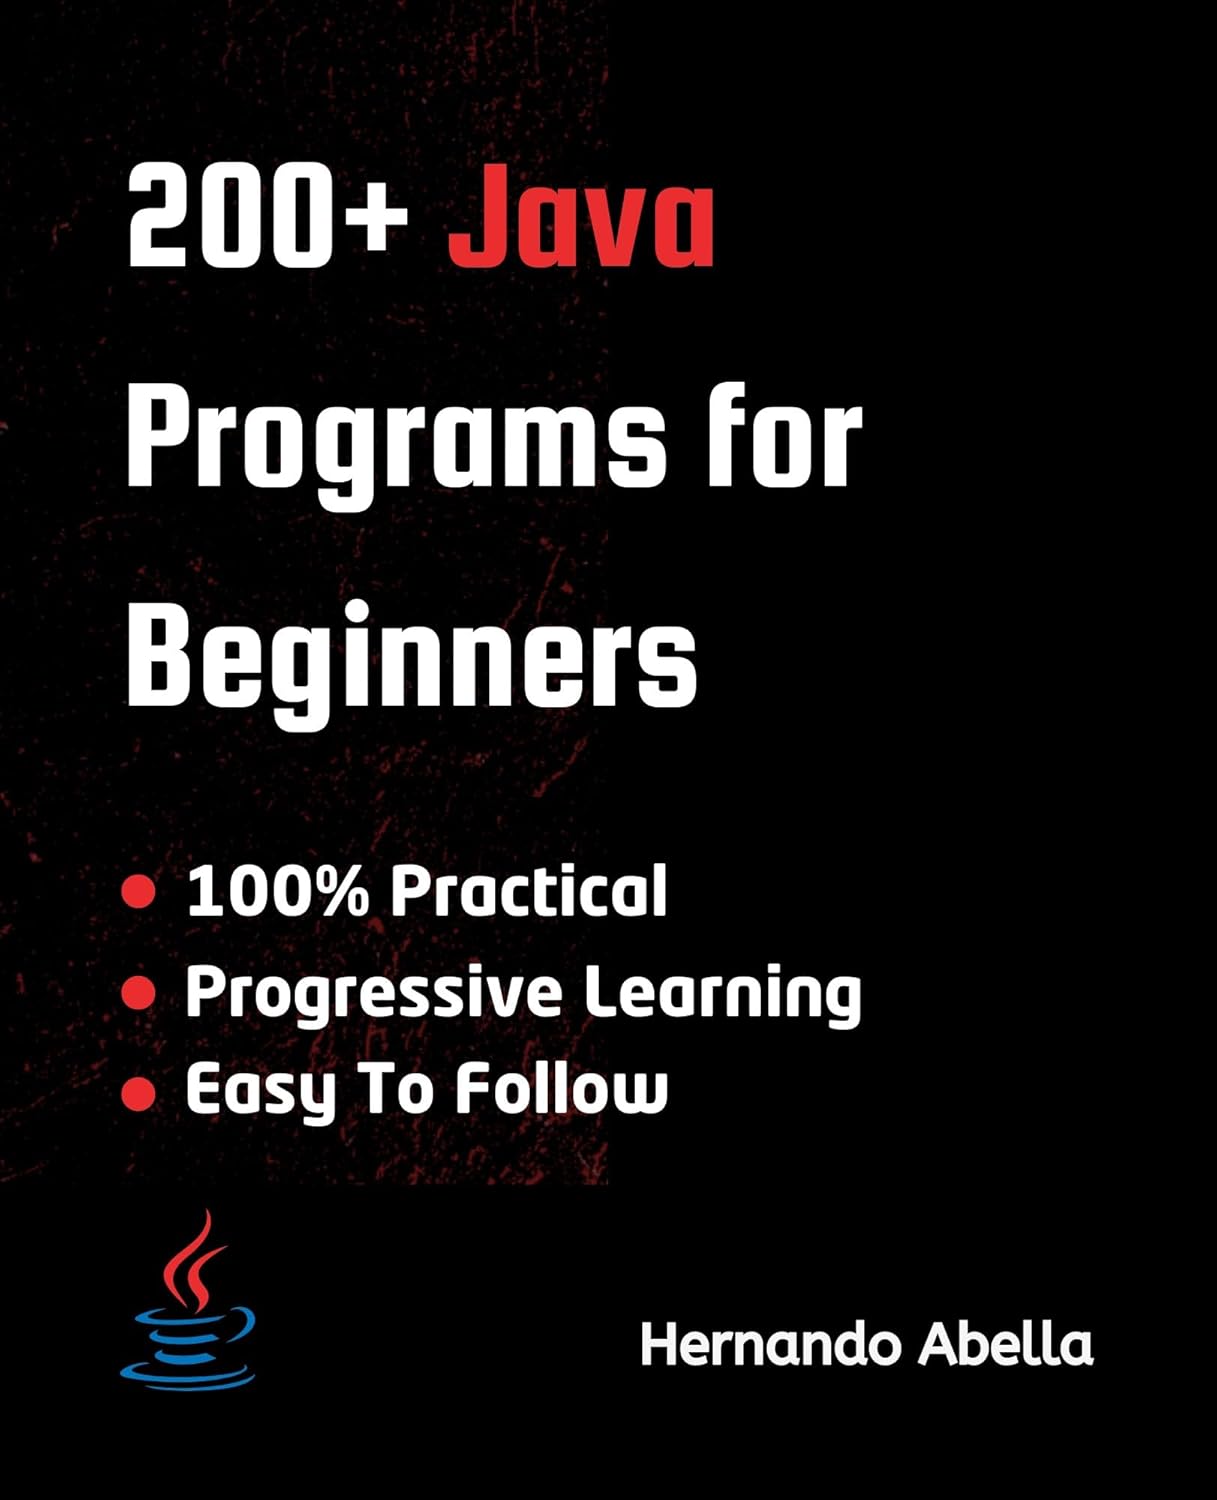 200+ Java
Programs for
Beginners
100% Practical
Progressive Learning
Easy To Follow
Hernando Abella